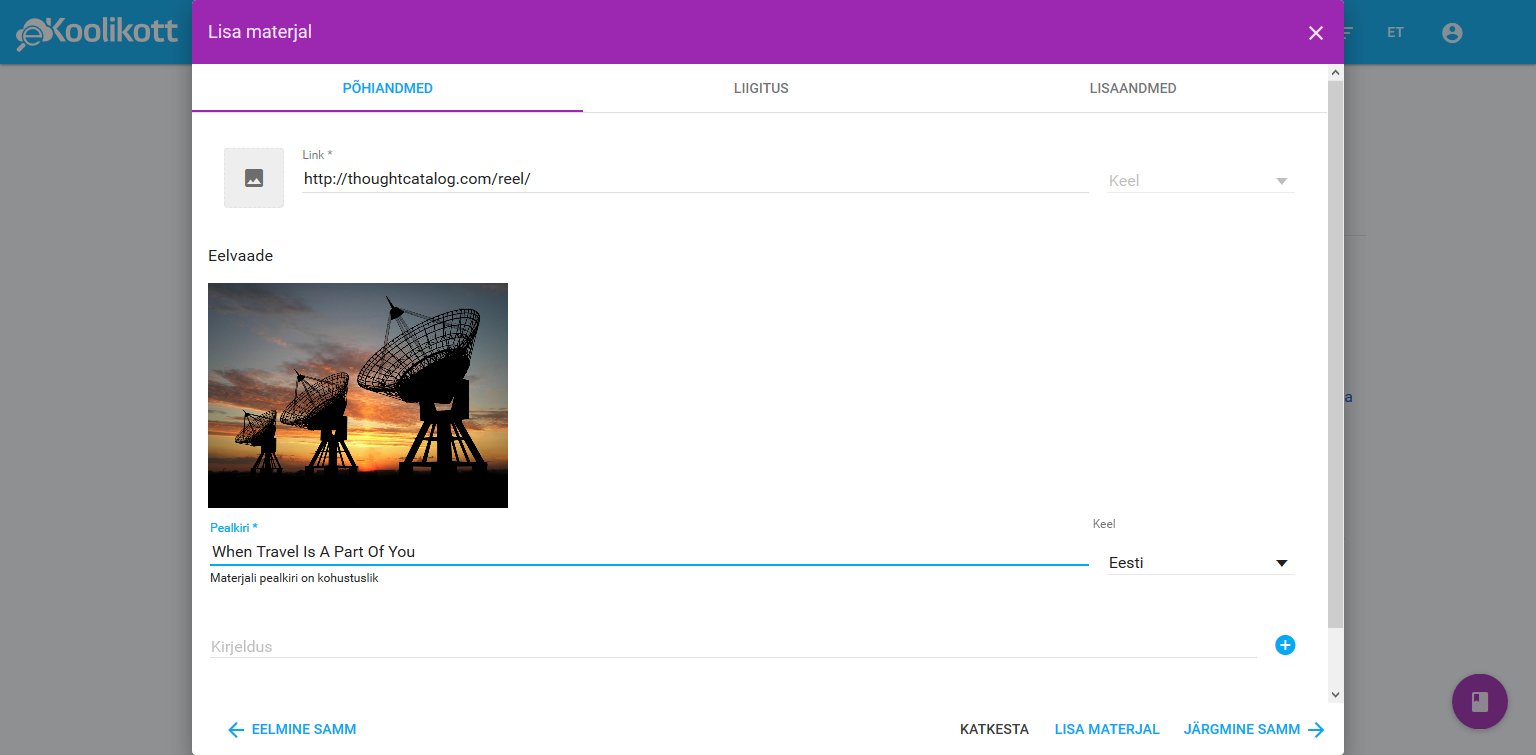 eKoolikott
Lisa materjal
ET
PÕHIANDMED
LIIGITUS
LISAANDMED
Link *
http://thoughtcatalog.com/reel/
Keel
Eelvaade
a
Pealkiri *
Keel
When Travel Is A Part Of You
Eesti
Materjali pealkiri on kohustuslik
Kirjeldus
EELMINE SAMM
KATKESTA
LISA MATERJAL
JÄRGMINE SAMM